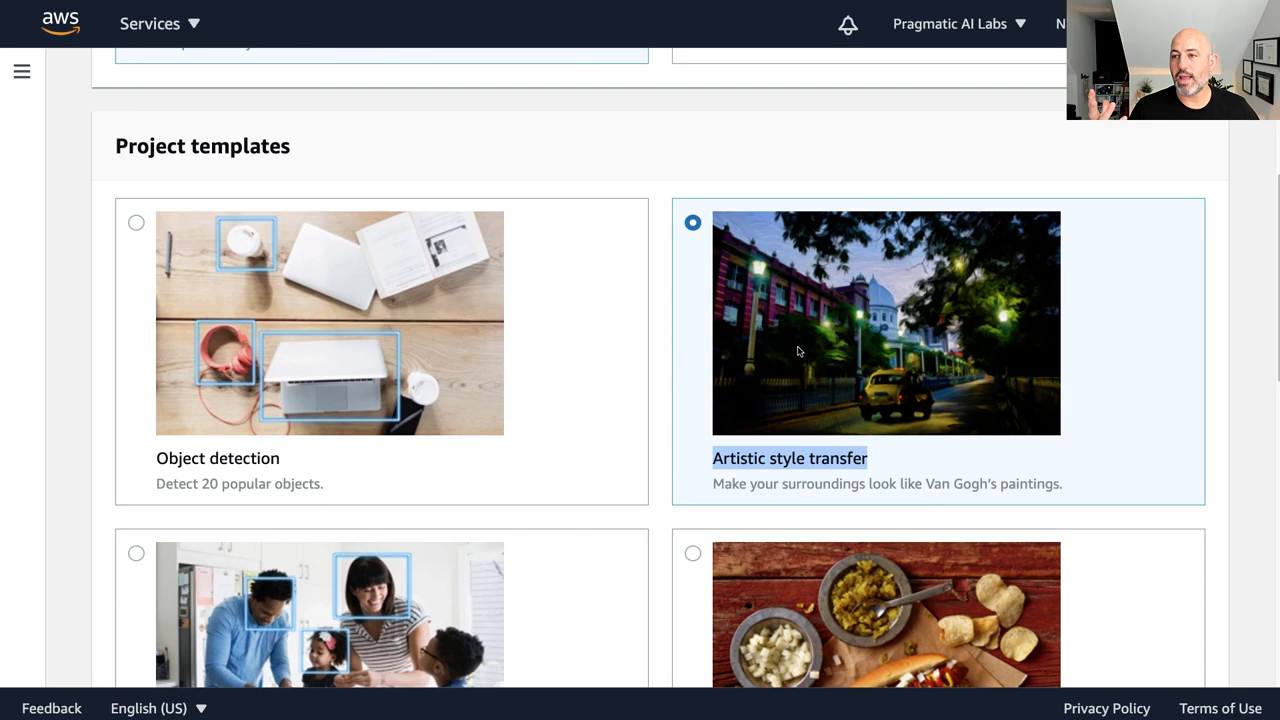 aws
Services
Pragmatic AI Labs
N
Project templates
Object detection
Detect 20 popular objects.
Artistic style transfer
Make your surroundings look like Van Gogh's paintings.
Feedback
English (US)
Privacy Policy
Terms of Use